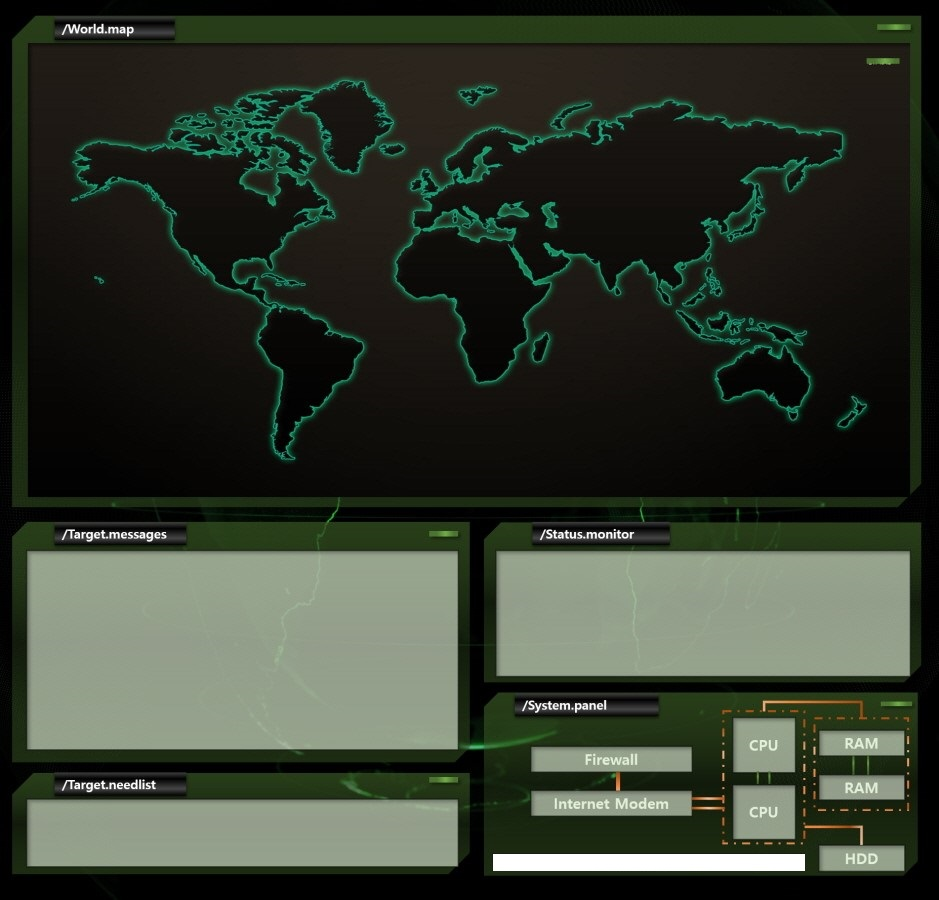 /World.map
/Target.messages
/Status.monitor
/System.panel
CPU
RAM
Firewall
RAM
Internet Modem
CPU
/Target.needlist
HDD